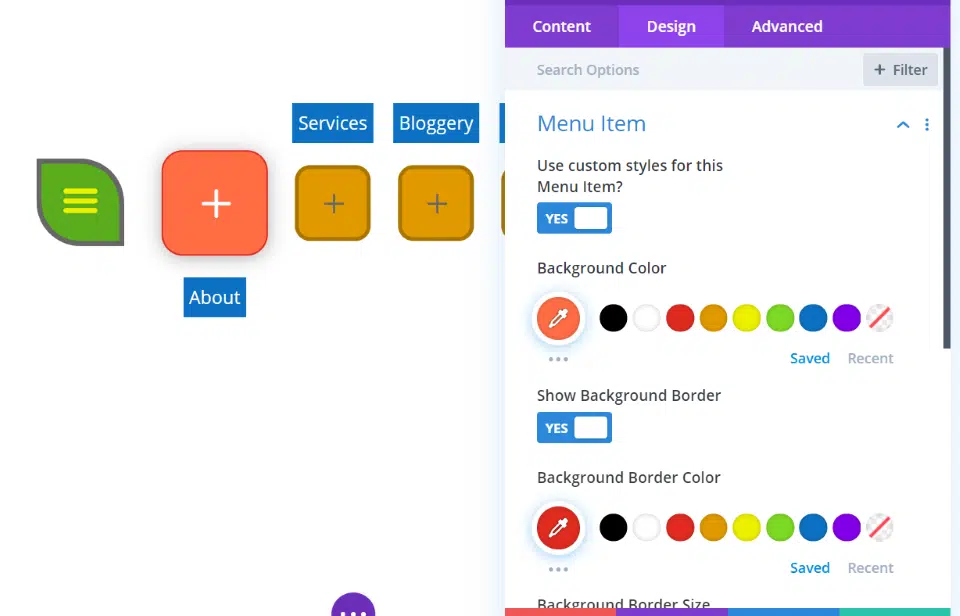 Content Design Advanced
Search Options + Filter
Services Bloggery
About
Menu Item
Use custom styles for this
Menu Item?
YES
Background Color
Saved Recent
Show Background Border
YES
Background Border Color
Saved Recent
Background Border Size